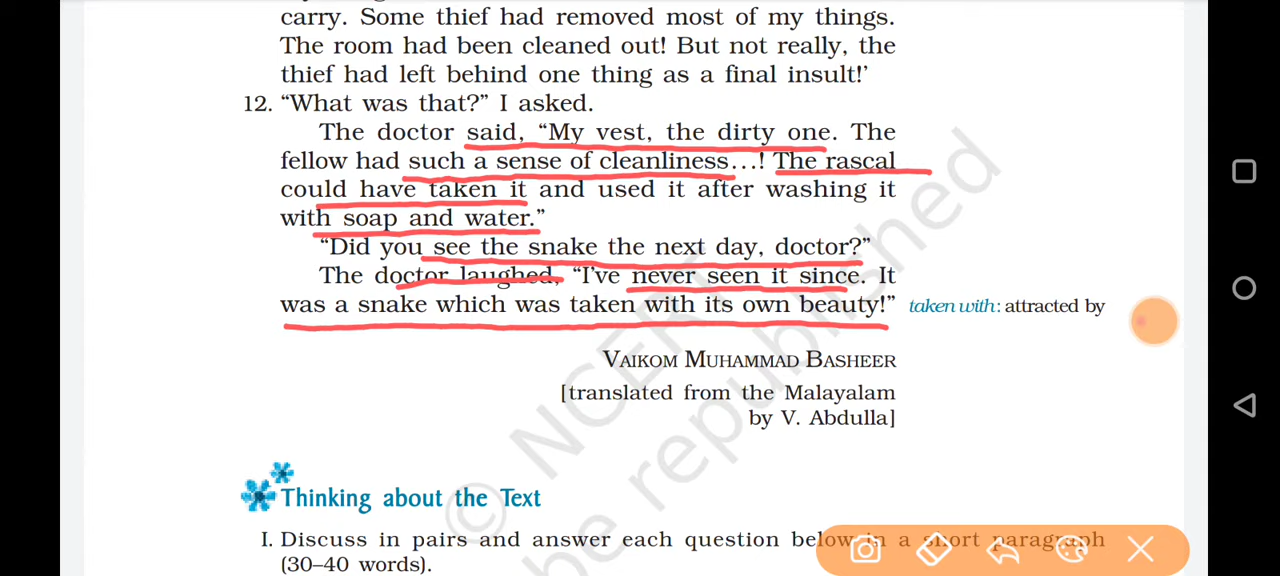 carry. Some thief had removed most of my things.
The room had been cleaned out! But not really, the
thief had left behind one thing as a final insult!’
12. “What was that?” I asked.
The doctor said, “My vest, the dirty one. The
fellow had such a sense of cleanliness...! The rascal
could have taken it and used it after washing it
with soap and water.”
“Did you see the snake the next day, doctor?”
The doctor laughed, “I’ve never seen it since. It
was a snake which was taken with its own beauty!” taken with: attracted by
VAIKOM MUHAMMAD BASHEER
[translated from the Malayalam
by V. Abdulla]
© NCERT
be republished
Thinking about the Text
I. Discuss in pairs and answer each question below in a short paragraph
(30–40 words).